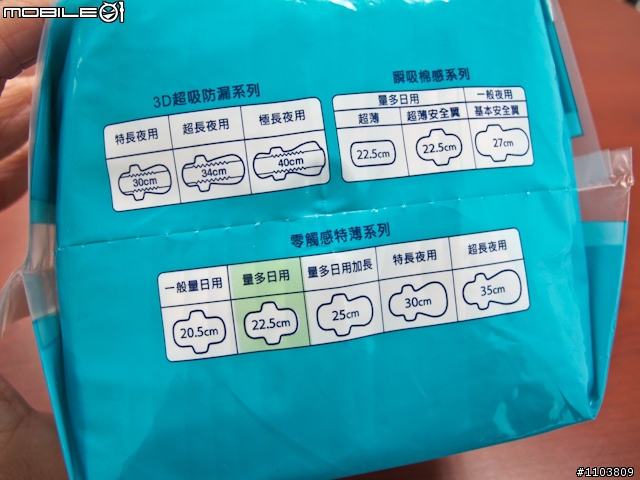 MOBILE01
3D超吸防漏系列
特長夜用 超長夜用 極長夜用
30cm 34cm 40cm
瞬吸棉感系列
量多日用 一般夜用
超薄 超薄安全翼 基本安全翼
22.5cm 22.5cm 27cm
零觸感特薄系列
一般量日用 量多日用 量多日用加長 特長夜用 超長夜用
20.5cm 22.5cm 25cm 30cm 35cm
#1103809